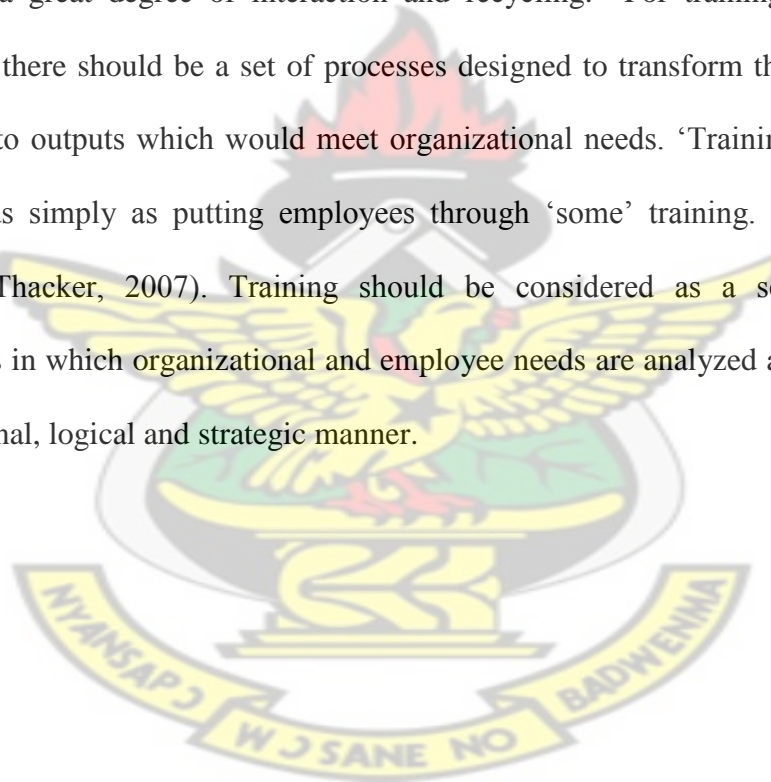 a great degree of interaction and recycling. For training
there should be a set of processes designed to transform th
to outputs which would meet organizational needs. ‘Trainin
as simply as putting employees through ‘some’ training.
Thacker, 2007). Training should be considered as a se
s in which organizational and employee needs are analyzed a
nal, logical and strategic manner.
NYANSAPƆ WƆ SANE NO BADWENMA